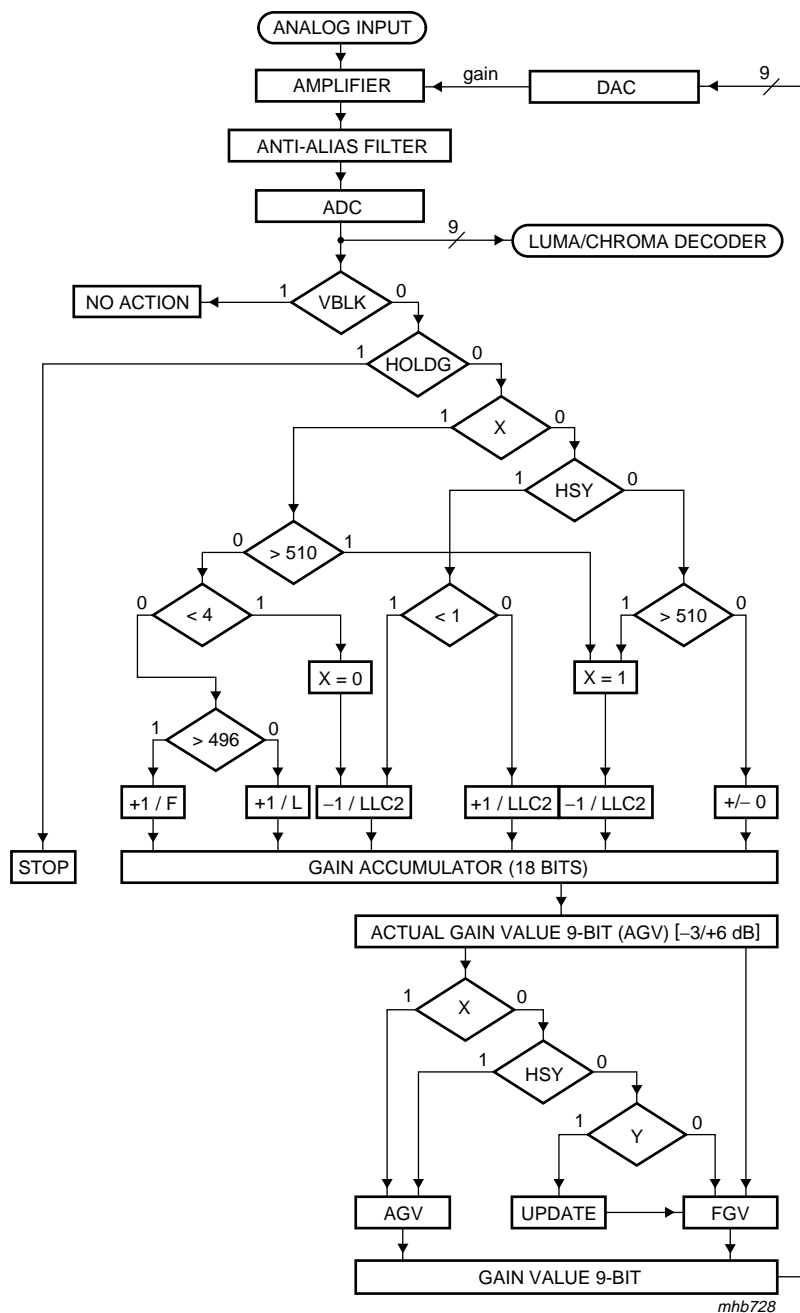 ANALOG INPUT
9
AMPLIFIER gain DAC
ANTI-ALIAS FILTER
ADC
9
LUMA/CHROMA DECODER
NO ACTION 1 VBLK 0
1 HOLDG 0
1 X 0
1 HSY 0
0 > 510 1
0 < 4 1 1 < 1 0 1 > 510 0
X = 0 X = 1
1 > 496 0
+1 / F +1 / L −1 / LLC2 +1 / LLC2 −1 / LLC2 +/− 0
STOP GAIN ACCUMULATOR (18 BITS)
ACTUAL GAIN VALUE 9-BIT (AGV) [−3/+6 dB]
1 X 0
1 HSY 0
1 Y 0
AGV UPDATE FGV
GAIN VALUE 9-BIT
mhb728